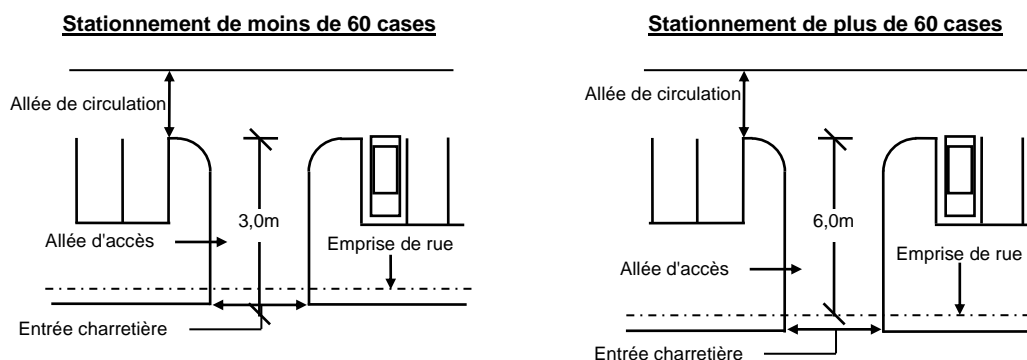 Stationnement de moins de 60 cases
Allée de circulation
3,0m
Allée d'accès
Emprise de rue
Entrée charretière
Stationnement de plus de 60 cases
Allée de circulation
6,0m
Allée d'accès
Emprise de rue
Entrée charretière